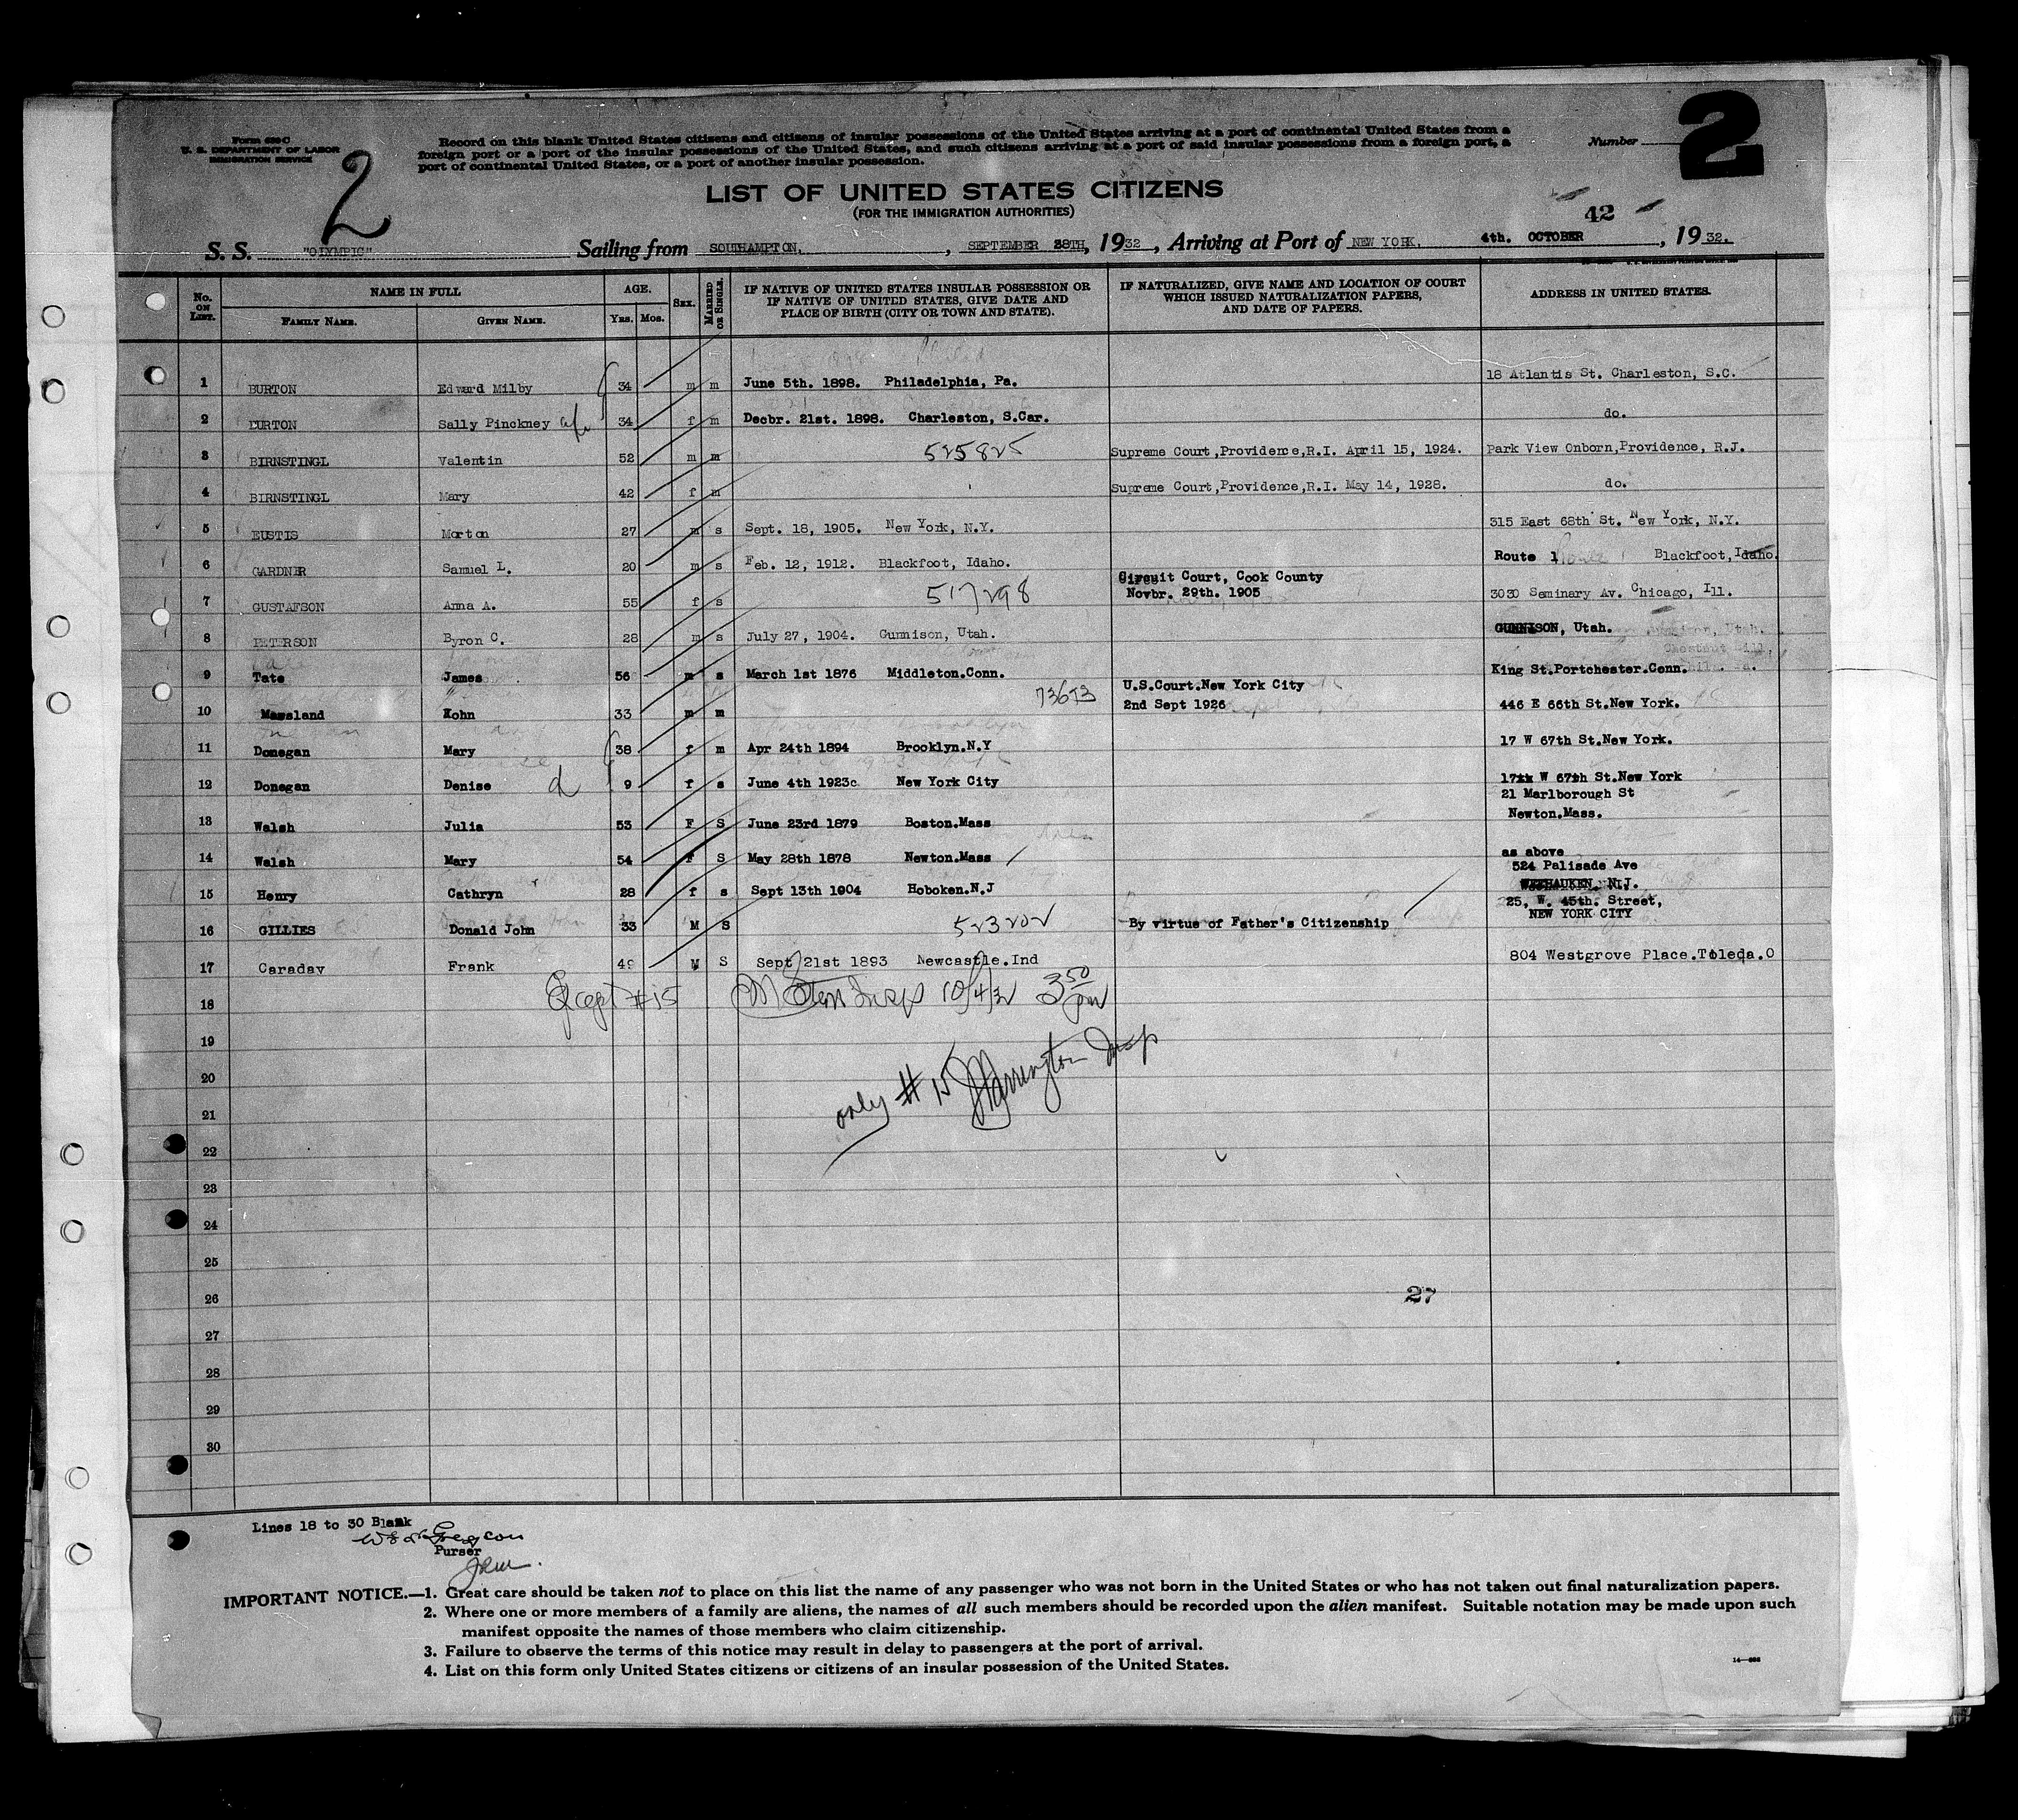 Form 630 C
U. S. DEPARTMENT OF LABOR
IMMIGRATION SERVICE
Record on this blank United States citizens and citizens of insular possessions of the United States arriving at a port of continental United States from a
foreign port or a port of the insular possessions of the United States, and such citizens arriving at a port of said insular possessions from a foreign port, a
port of continental United States, or a port of another insular possession.
Number 2
2
LIST OF UNITED STATES CITIZENS
(FOR THE IMMIGRATION AUTHORITIES)
42
S. S. "OLYMPIC" Sailing from SOUTHAMPTON, SEPTEMBER 28TH, 1932, Arriving at Port of NEW YORK. 4th. OCTOBER, 1932.
No. ON LIST. NAME IN FULL FAMILY NAME. GIVEN NAME. AGE. Yrs. Mos. SEX. MARRIED OR SINGLE.
IF NATIVE OF UNITED STATES INSULAR POSSESSION OR IF NATIVE OF UNITED STATES, GIVE DATE AND PLACE OF BIRTH (CITY OR TOWN AND STATE).
IF NATURALIZED, GIVE NAME AND LOCATION OF COURT WHICH ISSUED NATURALIZATION PAPERS, AND DATE OF PAPERS.
ADDRESS IN UNITED STATES.
1 BURTON Edward Milby 34 m m June 5th. 1898. Philadelphia, Pa. 18 Atlantis St. Charleston, S.C.
2 BURTON Sally Pinckney 34 f m Decbr. 21st. 1898. Charleston, S.Car. do.
3 BIRNSTINGL Valentin 52 m m 525825 Supreme Court,Providence,R.I. April 15, 1924. Park View Onborn,Providence, R.J.
4 BIRNSTINGL Mary 42 f m Supreme Court,Providence,R.I. May 14, 1928. do.
5 EUSTIS Morton 27 m s Sept. 18, 1905. New York, N.Y. 315 East 68th St. New York, N.Y.
6 GARDNER Samuel L. 20 m s Feb. 12, 1912. Blackfoot, Idaho. Route 1 Blackfoot,Idaho.
7 GUSTAFSON Anna A. 55 f s 517298 Circuit Court, Cook County Novbr. 29th. 1905 3030 Seminary Av. Chicago, Ill.
8 PETERSON Byron C. 28 m s July 27, 1904. Gunnison, Utah. GUNNISON, Utah.
9 Tate James 56 m s March 1st 1876 Middleton.Conn. King St.Portchester.Conn.
10 Massland Kohn 33 m m 73673 U.S.Court.New York City 2nd Sept 1926 446 E 66th St.New York.
11 Donegan Mary 38 f m Apr 24th 1894 Brooklyn.N.Y 17 W 67th St.New York.
12 Donegan Denise d 9 f s June 4th 1923 New York City 17 W 67th St.New York
13 Walsh Julia 53 F S June 23rd 1879 Boston.Mass 21 Marlborough St Newton.Mass.
14 Walsh Mary 54 F S May 28th 1878 Newton.Mass as above
15 Henry Cathryn 28 f s Sept 13th 1904 Hoboken.N.J 524 Palisade Ave WEEHAUKEN, N.J.
16 GILLIES Donald John 33 M S 523202 By virtue of Father's Citizenship 25, W. 45th. Street, NEW YORK CITY
17 Caraday Frank 49 M S Sept 21st 1893 Newcastle.Ind 804 Westgrove Place.Toledo.O
18 Except #15 Insp 10/4/32 3 50 pm
19
20
only # 15 Harrington Insp
21
22
23
24
25
26 27
27
28
29
30
Lines 18 to 30 Blank
Purser
IMPORTANT NOTICE.—1. Great care should be taken not to place on this list the name of any passenger who was not born in the United States or who has not taken out final naturalization papers.
2. Where one or more members of a family are aliens, the names of all such members should be recorded upon the alien manifest. Suitable notation may be made upon such
manifest opposite the names of those members who claim citizenship.
3. Failure to observe the terms of this notice may result in delay to passengers at the port of arrival.
4. List on this form only United States citizens or citizens of an insular possession of the United States.